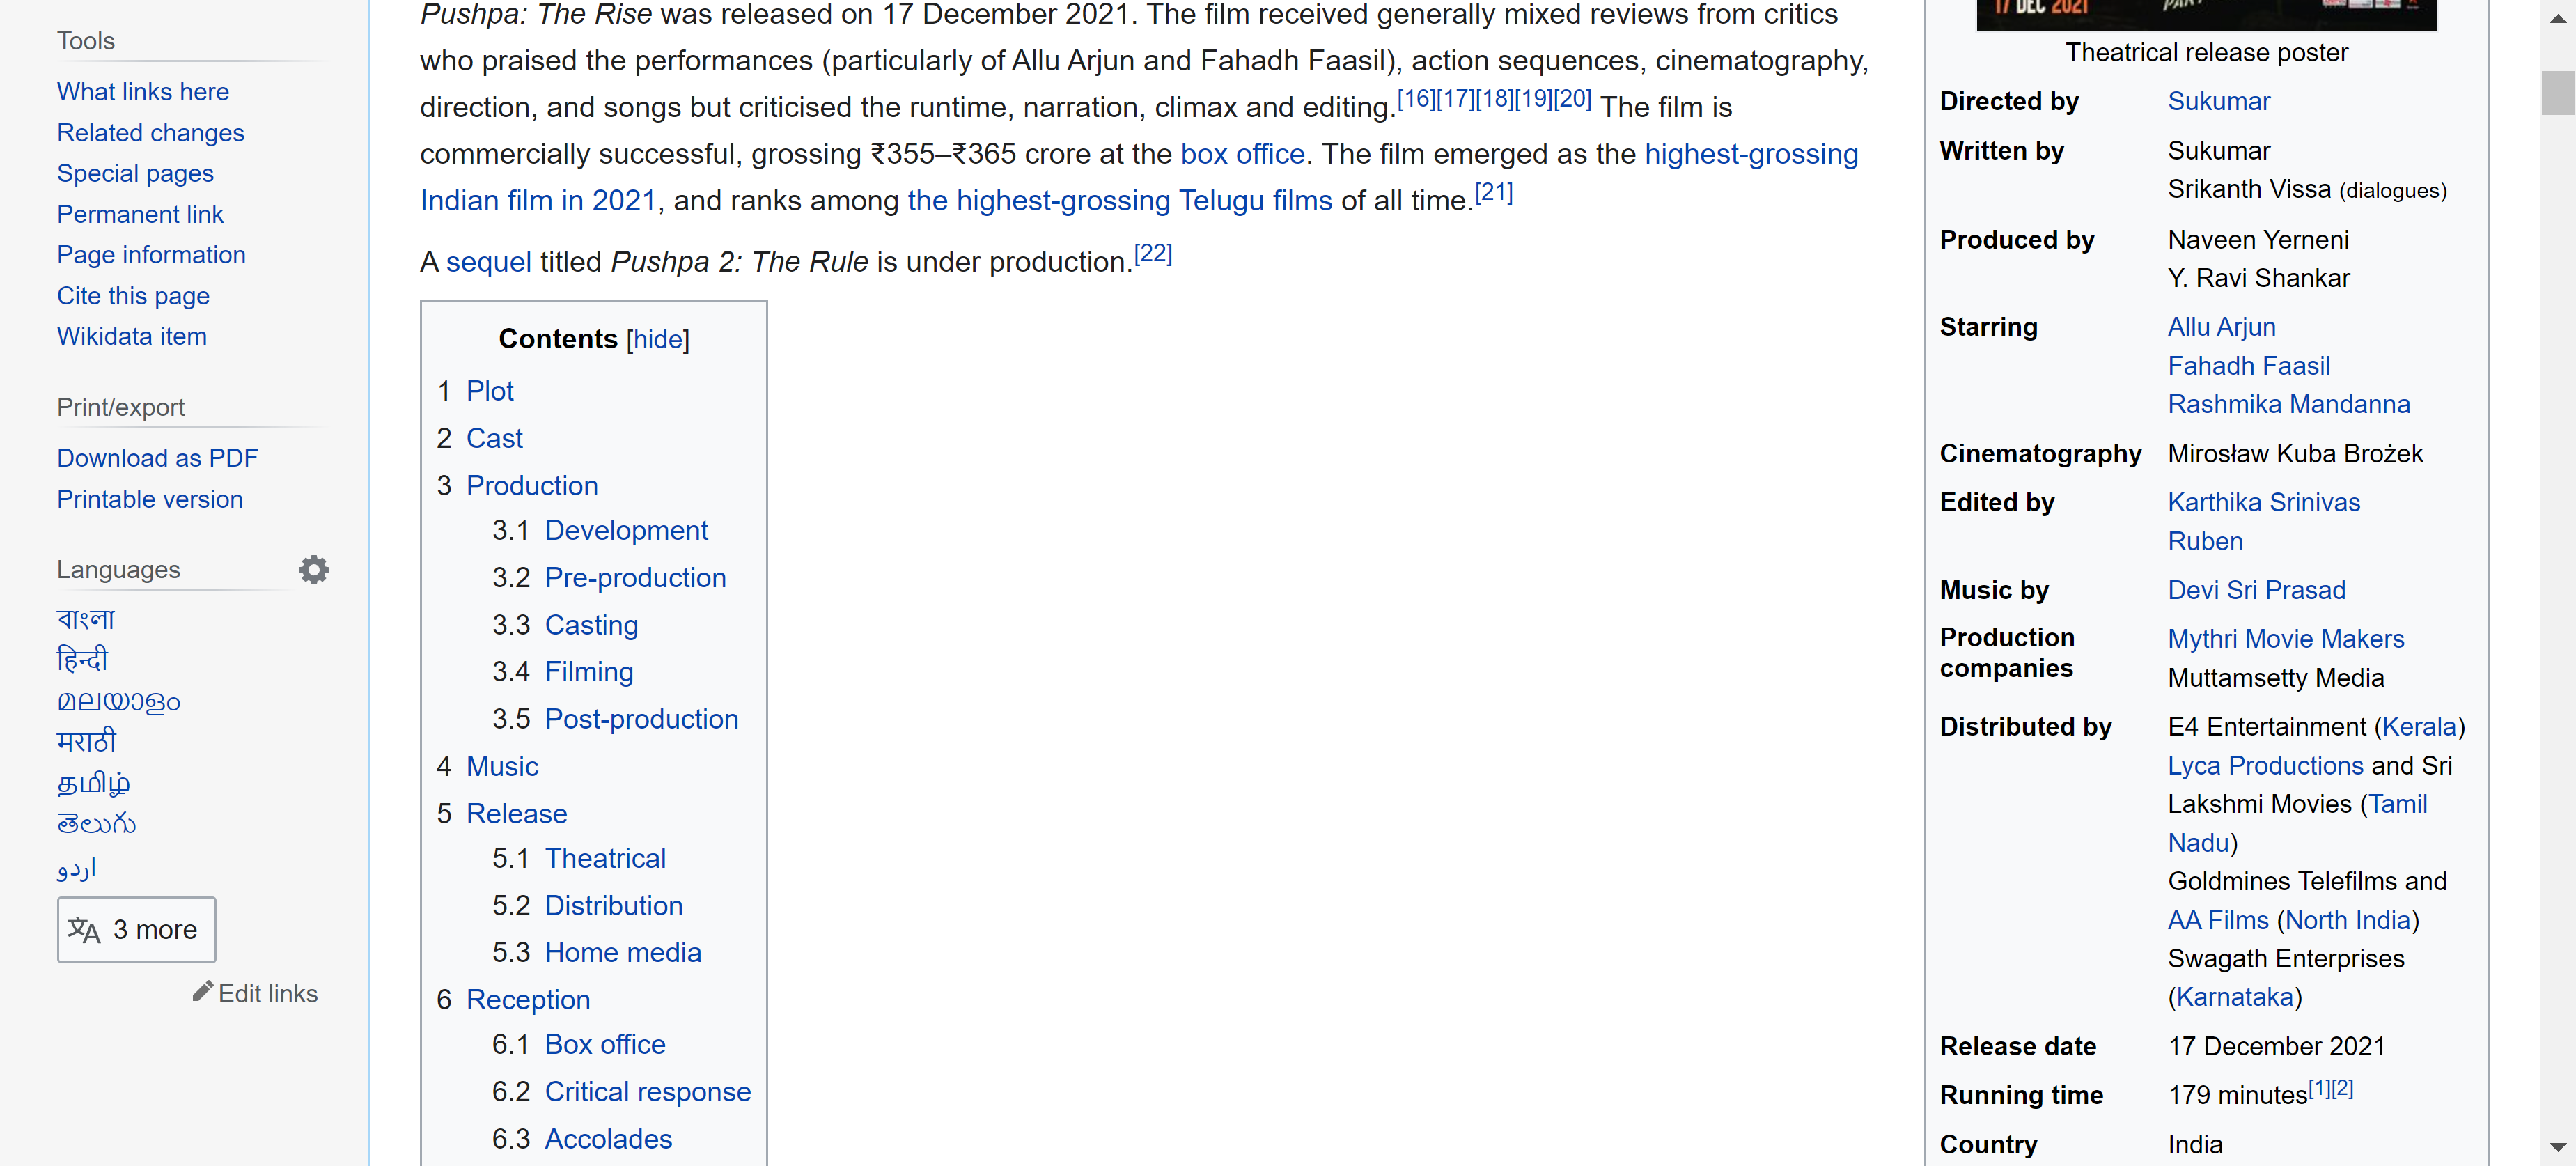 Tools
What links here
Related changes
Special pages
Permanent link
Page information
Cite this page
Wikidata item
Print/export
Download as PDF
Printable version
Languages
বাংলা
हिन्दी
മലയാളം
मराठी
தமிழ்
తెలుగు
اردو
文A 3 more
Edit links
Pushpa: The Rise was released on 17 December 2021. The film received generally mixed reviews from critics
who praised the performances (particularly of Allu Arjun and Fahadh Faasil), action sequences, cinematography,
direction, and songs but criticised the runtime, narration, climax and editing.[16][17][18][19][20] The film is
commercially successful, grossing ₹355–₹365 crore at the box office. The film emerged as the highest-grossing
Indian film in 2021, and ranks among the highest-grossing Telugu films of all time.[21]
A sequel titled Pushpa 2: The Rule is under production.[22]
Contents [hide]
1 Plot
2 Cast
3 Production
3.1 Development
3.2 Pre-production
3.3 Casting
3.4 Filming
3.5 Post-production
4 Music
5 Release
5.1 Theatrical
5.2 Distribution
5.3 Home media
6 Reception
6.1 Box office
6.2 Critical response
6.3 Accolades
17 DEC 2021
Theatrical release poster
Directed by Sukumar
Written by Sukumar
Srikanth Vissa (dialogues)
Produced by Naveen Yerneni
Y. Ravi Shankar
Starring Allu Arjun
Fahadh Faasil
Rashmika Mandanna
Cinematography Mirosław Kuba Brożek
Edited by Karthika Srinivas
Ruben
Music by Devi Sri Prasad
Production companies Mythri Movie Makers
Muttamsetty Media
Distributed by E4 Entertainment (Kerala)
Lyca Productions and Sri
Lakshmi Movies (Tamil
Nadu)
Goldmines Telefilms and
AA Films (North India)
Swagath Enterprises
(Karnataka)
Release date 17 December 2021
Running time 179 minutes[1][2]
Country India